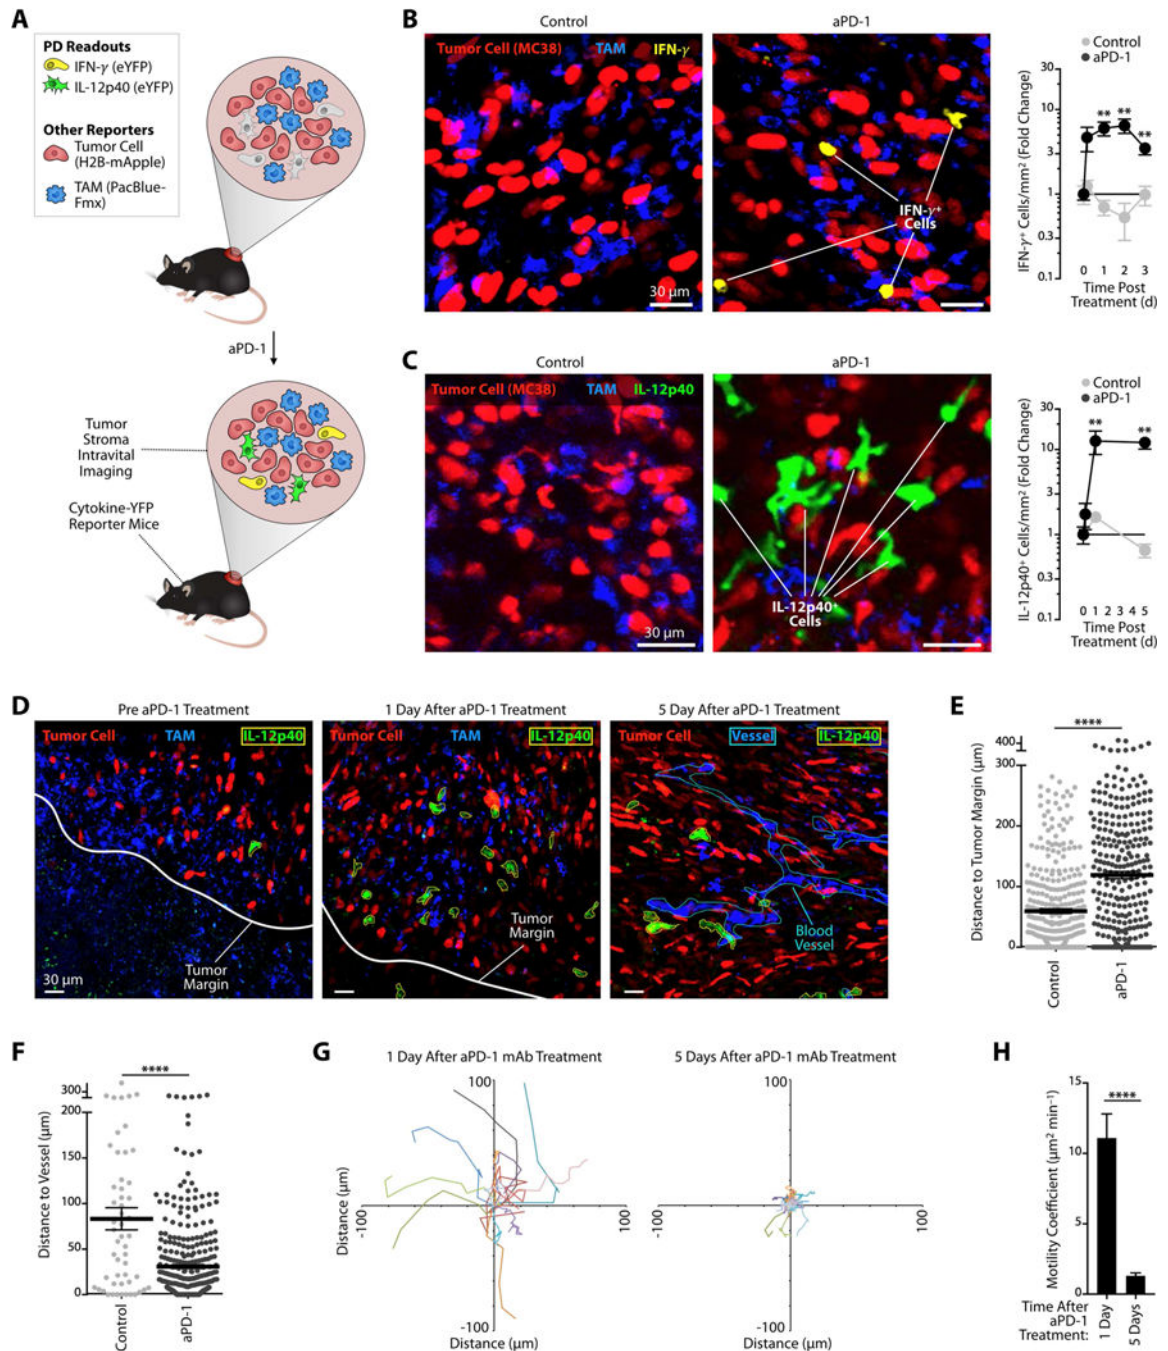 A
PD Readouts
IFN-γ (eYFP)
IL-12p40 (eYFP)
Other Reporters
Tumor Cell
(H2B-mApple)
TAM (PacBlue-
Fmx)
aPD-1
Tumor
Stroma
Intravital
Imaging
Cytokine-YFP
Reporter Mice
B
Control
aPD-1
Tumor Cell (MC38) TAM IFN-γ
IFN-γ⁺
Cells
30 µm
Control
aPD-1
IFN-γ⁺ Cells/mm² (Fold Change)
30
10
3
1
0.3
0.1
** **
0 1 2 3
Time Post
Treatment (d)
C
Control
aPD-1
Tumor Cell (MC38) TAM IL-12p40
IL-12p40⁺
Cells
30 µm
Control
aPD-1
IL-12p40⁺ Cells/mm² (Fold Change)
30
10
3
1
0.3
0.1
** **
0 1 2 3 4 5
Time Post
Treatment (d)
D
Pre aPD-1 Treatment
1 Day After aPD-1 Treatment
5 Day After aPD-1 Treatment
Tumor Cell TAM IL-12p40
Tumor Cell TAM IL-12p40
Tumor Cell Vessel IL-12p40
Tumor
Margin
30 µm
Tumor
Margin
Blood
Vessel
E
****
Distance to Tumor Margin (µm)
400
300
200
100
0
Control
aPD-1
F
****
Distance to Vessel (µm)
300
200
150
100
50
0
Control
aPD-1
G
1 Day After aPD-1 mAb Treatment
5 Days After aPD-1 mAb Treatment
100
-100
100
-100
Distance (µm)
Distance (µm)
100
-100
100
-100
Distance (µm)
Distance (µm)
H
****
Motility Coefficient (µm² min⁻¹)
15
10
5
0
Time After
aPD-1
Treatment:
1 Day
5 Days